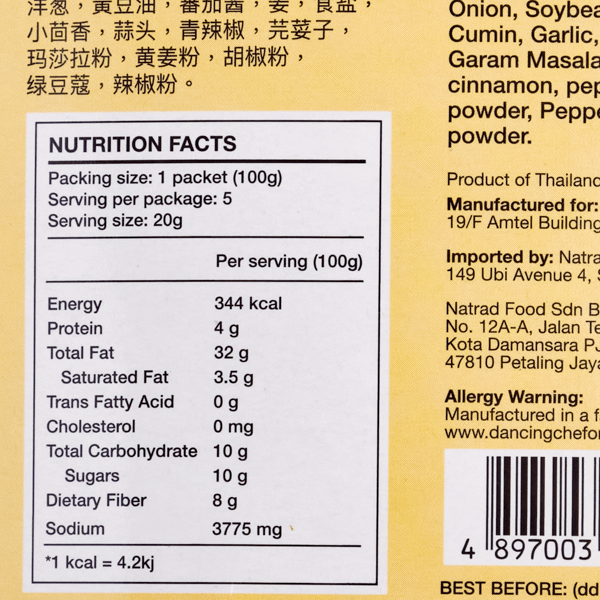 洋葱，黄豆油，蕃茄酱，姜，食盐，
小茴香，蒜头，青辣椒，芫荽子，
玛莎拉粉，黄姜粉，胡椒粉，
绿豆蔻，辣椒粉。
NUTRITION FACTS
Packing size: 1 packet (100g)
Serving per package: 5
Serving size: 20g
Per serving (100g)
Energy 344 kcal
Protein 4 g
Total Fat 32 g
Saturated Fat 3.5 g
Trans Fatty Acid 0 g
Cholesterol 0 mg
Total Carbohydrate 10 g
Sugars 10 g
Dietary Fiber 8 g
Sodium 3775 mg
*1 kcal = 4.2kj
Onion, Soybea
Cumin, Garlic,
Garam Masala
cinnamon, pep
powder, Peppe
powder.
Product of Thailand
Manufactured for:
19/F Amtel Building
Imported by: Natra
149 Ubi Avenue 4, S
Natrad Food Sdn B
No. 12A-A, Jalan Te
Kota Damansara PJ
47810 Petaling Jaya
Allergy Warning:
Manufactured in a f
www.dancingchefor
4 897003
BEST BEFORE: (dd